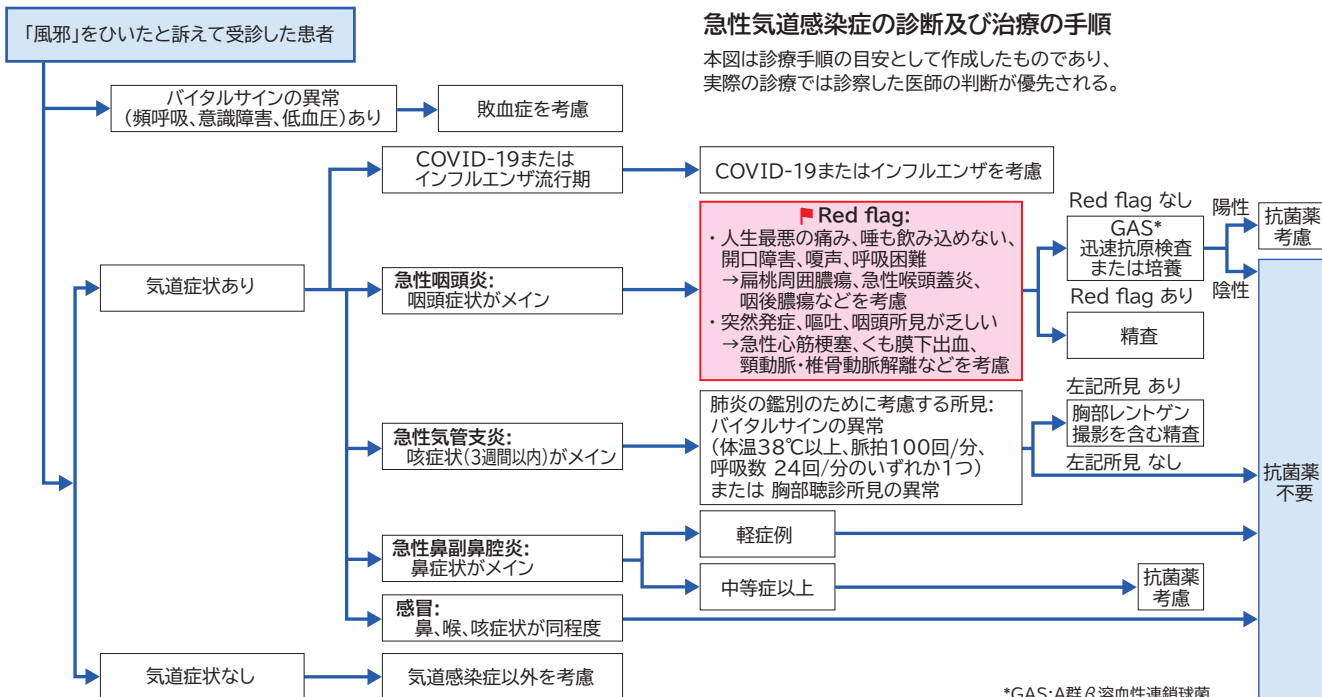 「風邪」をひいたと訴えて受診した患者
急性気道感染症の診断及び治療の手順
本図は診療手順の目安として作成したものであり、
実際の診療では診察した医師の判断が優先される。
バイタルサインの異常
(頻呼吸、意識障害、低血圧)あり
敗血症を考慮
気道症状あり
COVID-19または
インフルエンザ流行期
COVID-19またはインフルエンザを考慮
急性咽頭炎:
咽頭症状がメイン
Red flag:
・人生最悪の痛み、唾も飲み込めない、
開口障害、嗄声、呼吸困難
→扁桃周囲膿瘍、急性喉頭蓋炎、
咽後膿瘍などを考慮
・突然発症、嘔吐、咽頭所見が乏しい
→急性心筋梗塞、くも膜下出血、
頸動脈・椎骨動脈解離などを考慮
Red flag なし
GAS*
迅速抗原検査
または培養
陽性
抗菌薬
考慮
陰性
Red flag あり
精査
急性気管支炎:
咳症状(3週間以内)がメイン
肺炎の鑑別のために考慮する所見:
バイタルサインの異常
(体温38℃以上、脈拍100回/分、
呼吸数 24回/分のいずれか1つ)
または 胸部聴診所見の異常
左記所見 あり
胸部レントゲン
撮影を含む精査
左記所見 なし
抗菌薬
不要
急性鼻副鼻腔炎:
鼻症状がメイン
軽症例
中等症以上
抗菌薬
考慮
感冒:
鼻、喉、咳症状が同程度
気道症状なし
気道感染症以外を考慮
*GAS:A群β溶血性連鎖球菌